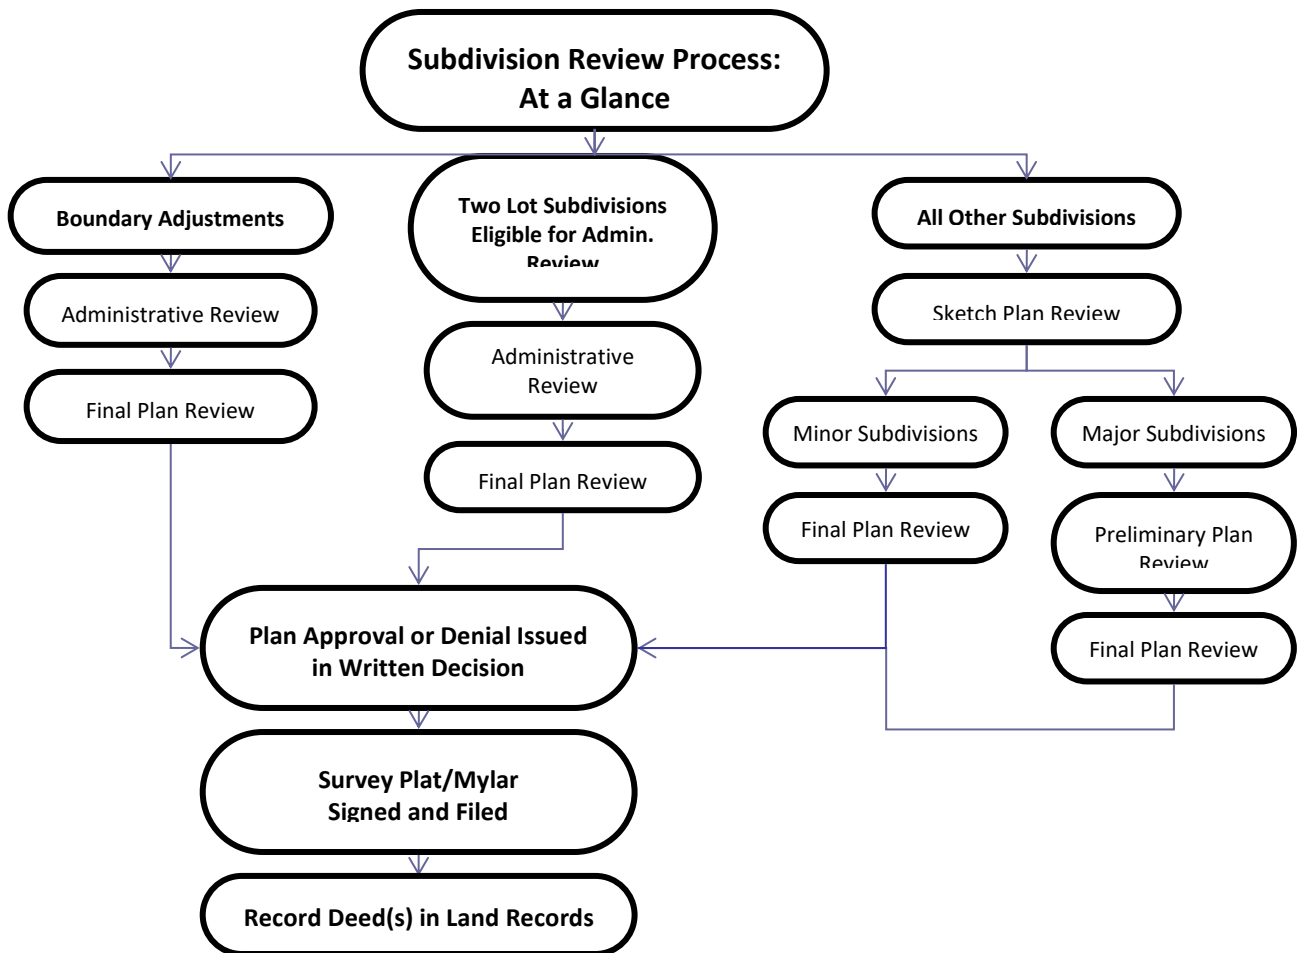 Subdivision Review Process:
At a Glance
Boundary Adjustments
Administrative Review
Final Plan Review
Two Lot Subdivisions
Eligible for Admin.
Review
Administrative
Review
Final Plan Review
All Other Subdivisions
Sketch Plan Review
Minor Subdivisions
Final Plan Review
Major Subdivisions
Preliminary Plan
Review
Final Plan Review
Plan Approval or Denial Issued
in Written Decision
Survey Plat/Mylar
Signed and Filed
Record Deed(s) in Land Records